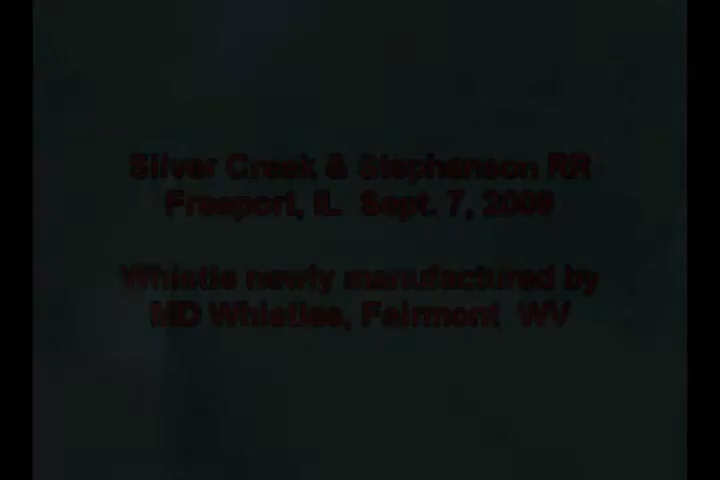 Silver Creek & Stephenson RR
Freeport, IL Sept. 7, 2009
Whistle newly manufactured by
MD Whistles, Fairmont WV